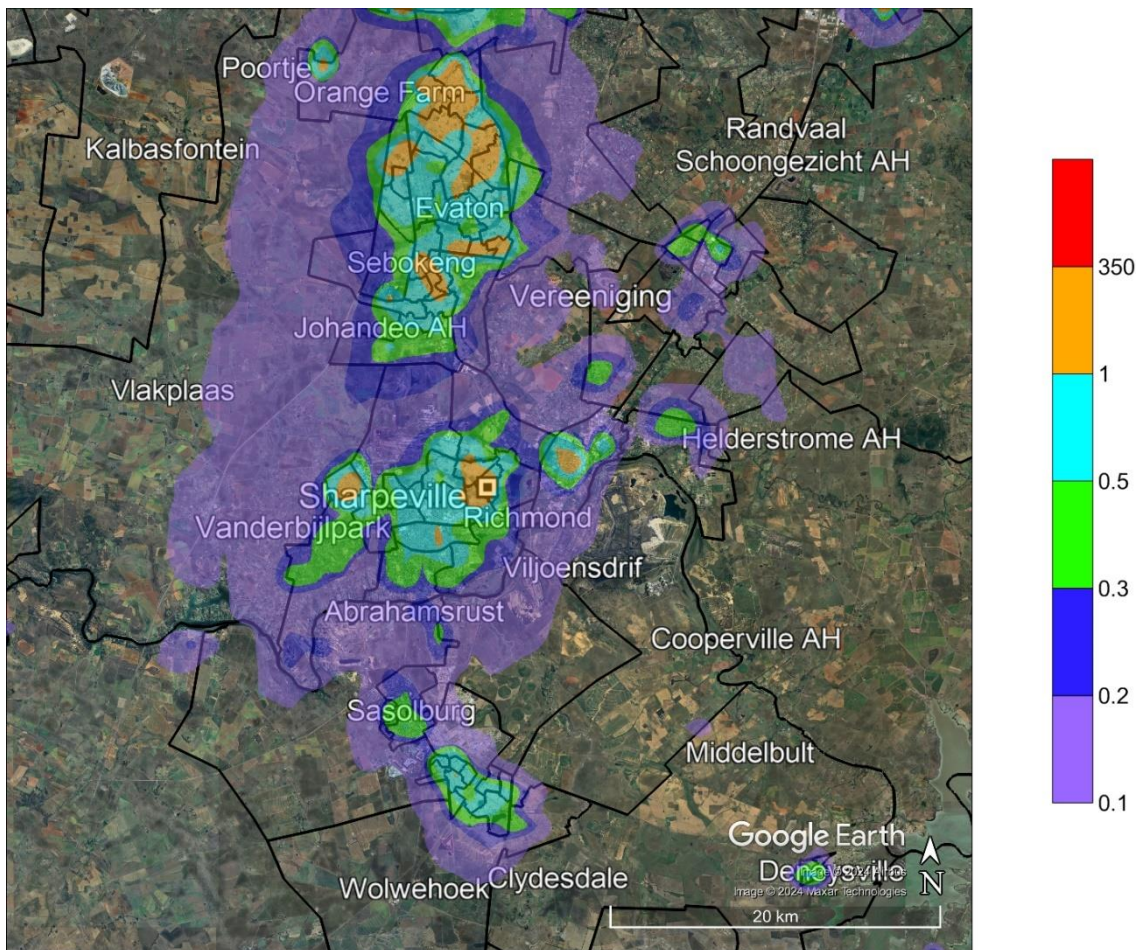 Poortje
Orange Farm
Kalbasfontein
Randvaal
Schoongezicht AH
Evaton
Sebokeng
Vereeniging
Johandeo AH
Vlakplaas
Helderstrome AH
Sharpeville
Richmond
Vanderbijlpark
Viljoensdrif
Abrahamsrust
Cooperville AH
Sasolburg
Middelbult
Google Earth
Image © 2024 Maxar Technologies
Wolwehoek
Clydesdale
N
20 km
350
1
0.5
0.3
0.2
0.1